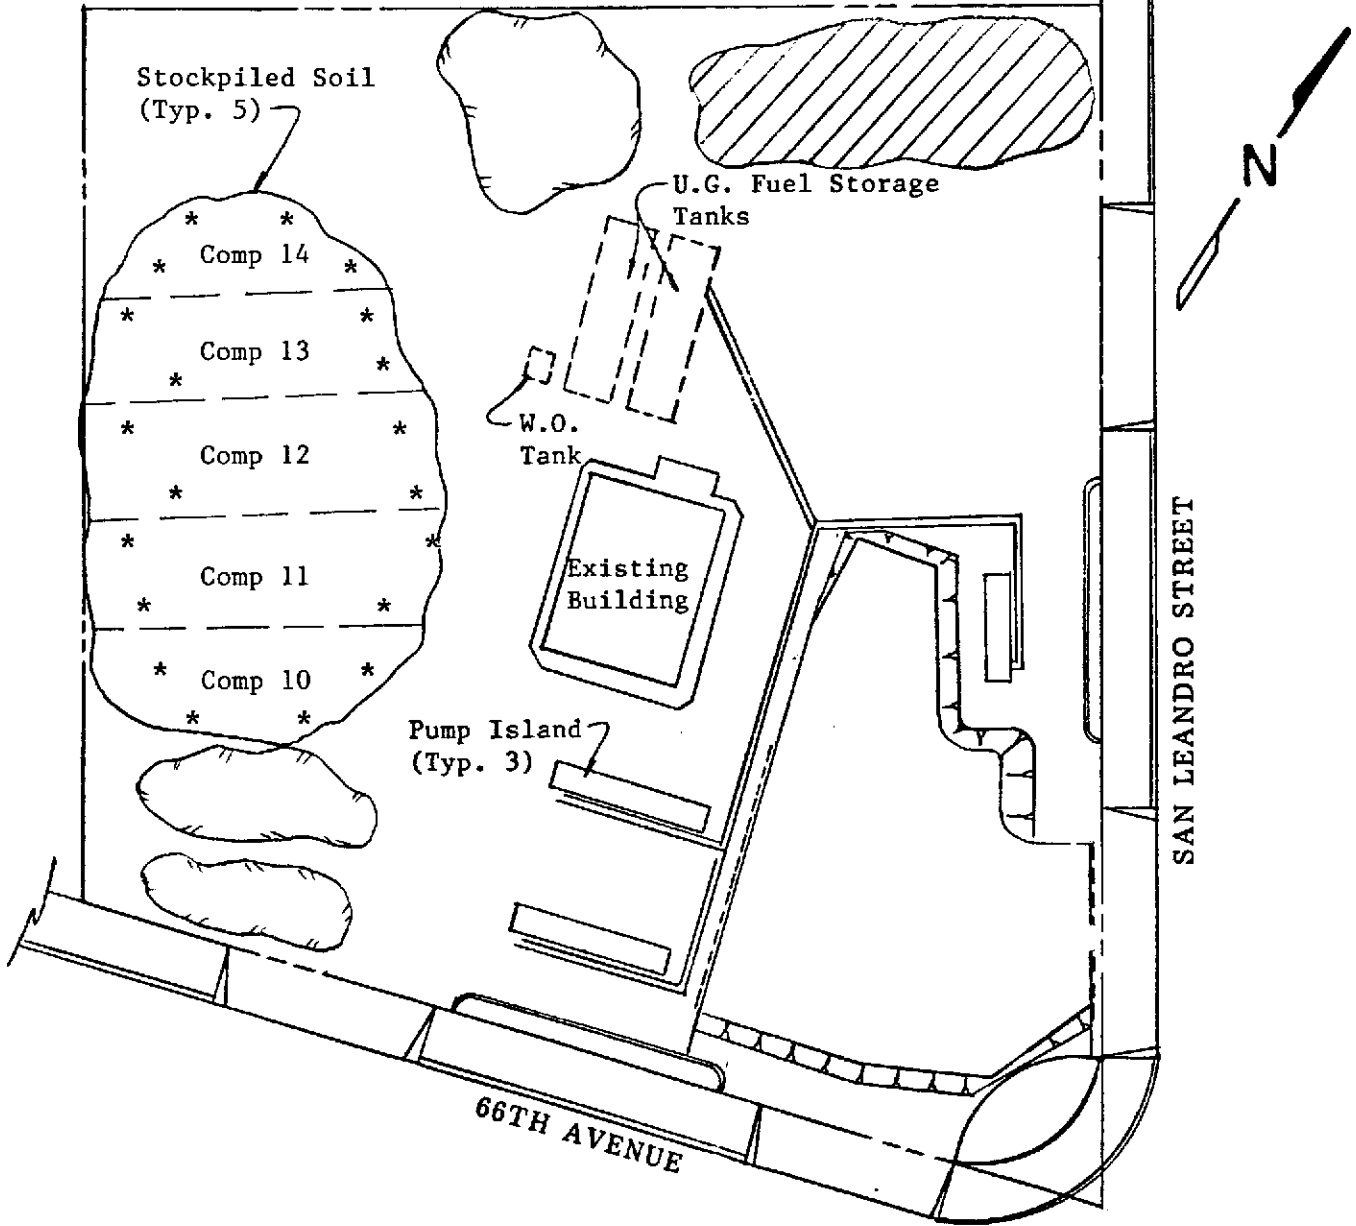 Stockpiled Soil
(Typ. 5)
N
U.G. Fuel Storage
Tanks
* *
* Comp 14 *
* *
Comp 13
* *
W.O.
Tank
* *
Comp 12
* *
* *
Comp 11
* *
Existing
Building
* Comp 10 *
* *
Pump Island
(Typ. 3)
SAN LEANDRO STREET
66TH AVENUE